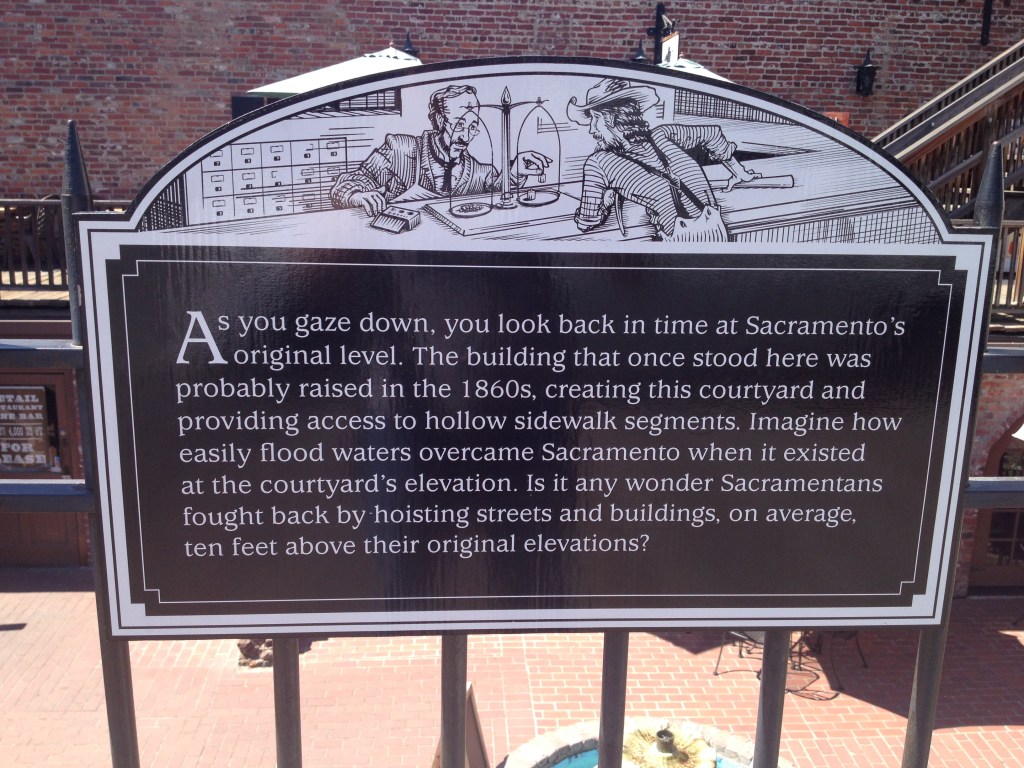 As you gaze down, you look back in time at Sacramento's
original level. The building that once stood here was
probably raised in the 1860s, creating this courtyard and
providing access to hollow sidewalk segments. Imagine how
easily flood waters overcame Sacramento when it existed
at the courtyard's elevation. Is it any wonder Sacramentans
fought back by hoisting streets and buildings, on average,
ten feet above their original elevations?
FOR